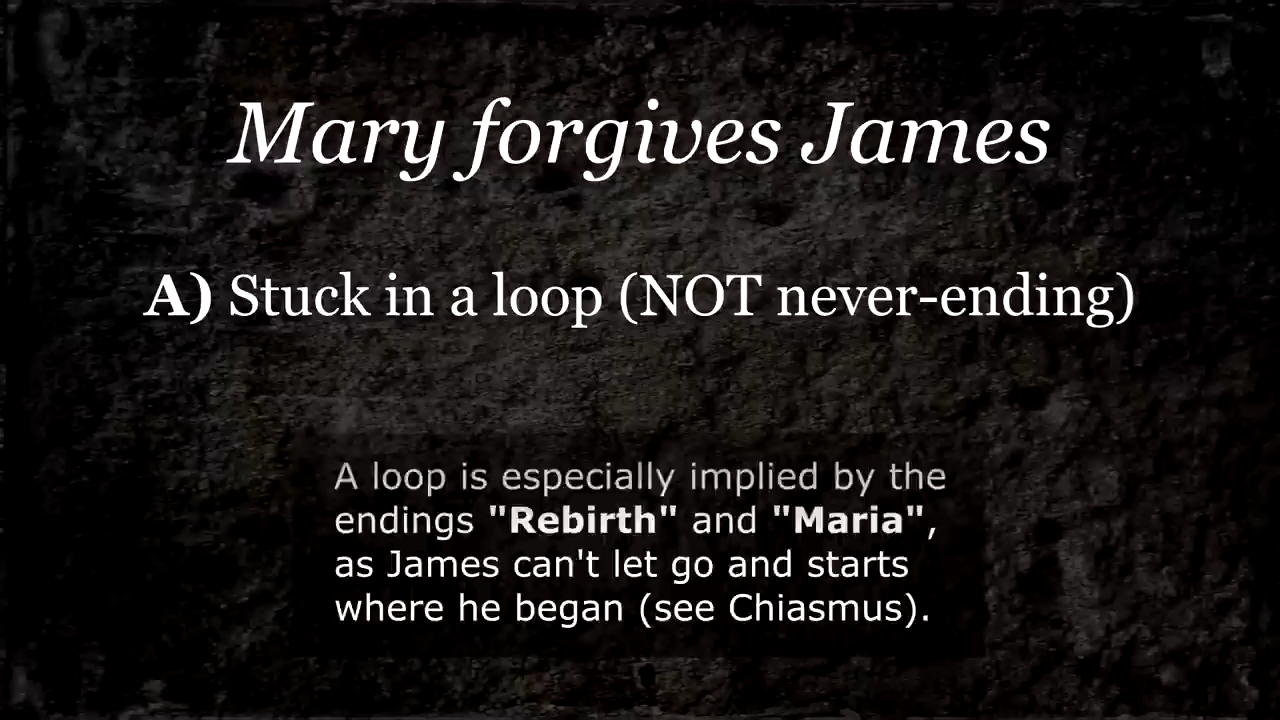 Mary forgives James
A) Stuck in a loop (NOT never-ending)
A loop is especially implied by the
endings "Rebirth" and "Maria",
as James can't let go and starts
where he began (see Chiasmus).